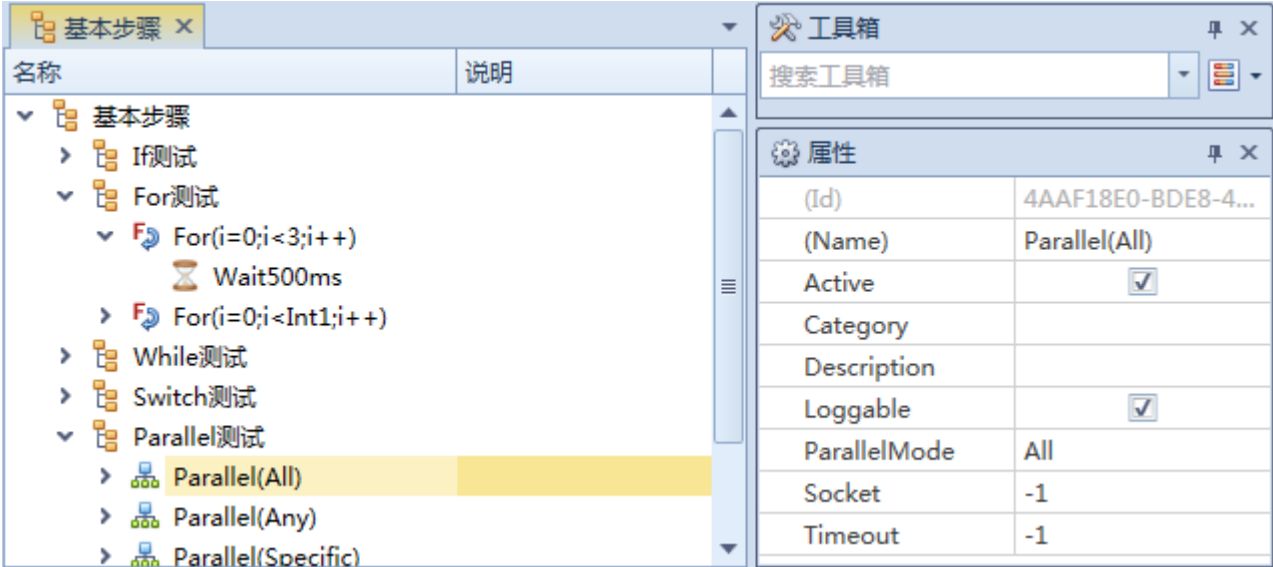 基本步骤
名称 说明
基本步骤
If测试
For测试
For(i=0;i<3;i++)
Wait500ms
For(i=0;i<Int1;i++)
While测试
Switch测试
Parallel测试
Parallel(All)
Parallel(Any)
Parallel(Specific)
工具箱
搜索工具箱
属性
(Id) 4AAF18E0-BDE8-4...
(Name) Parallel(All)
Active
Category
Description
Loggable
ParallelMode All
Socket -1
Timeout -1